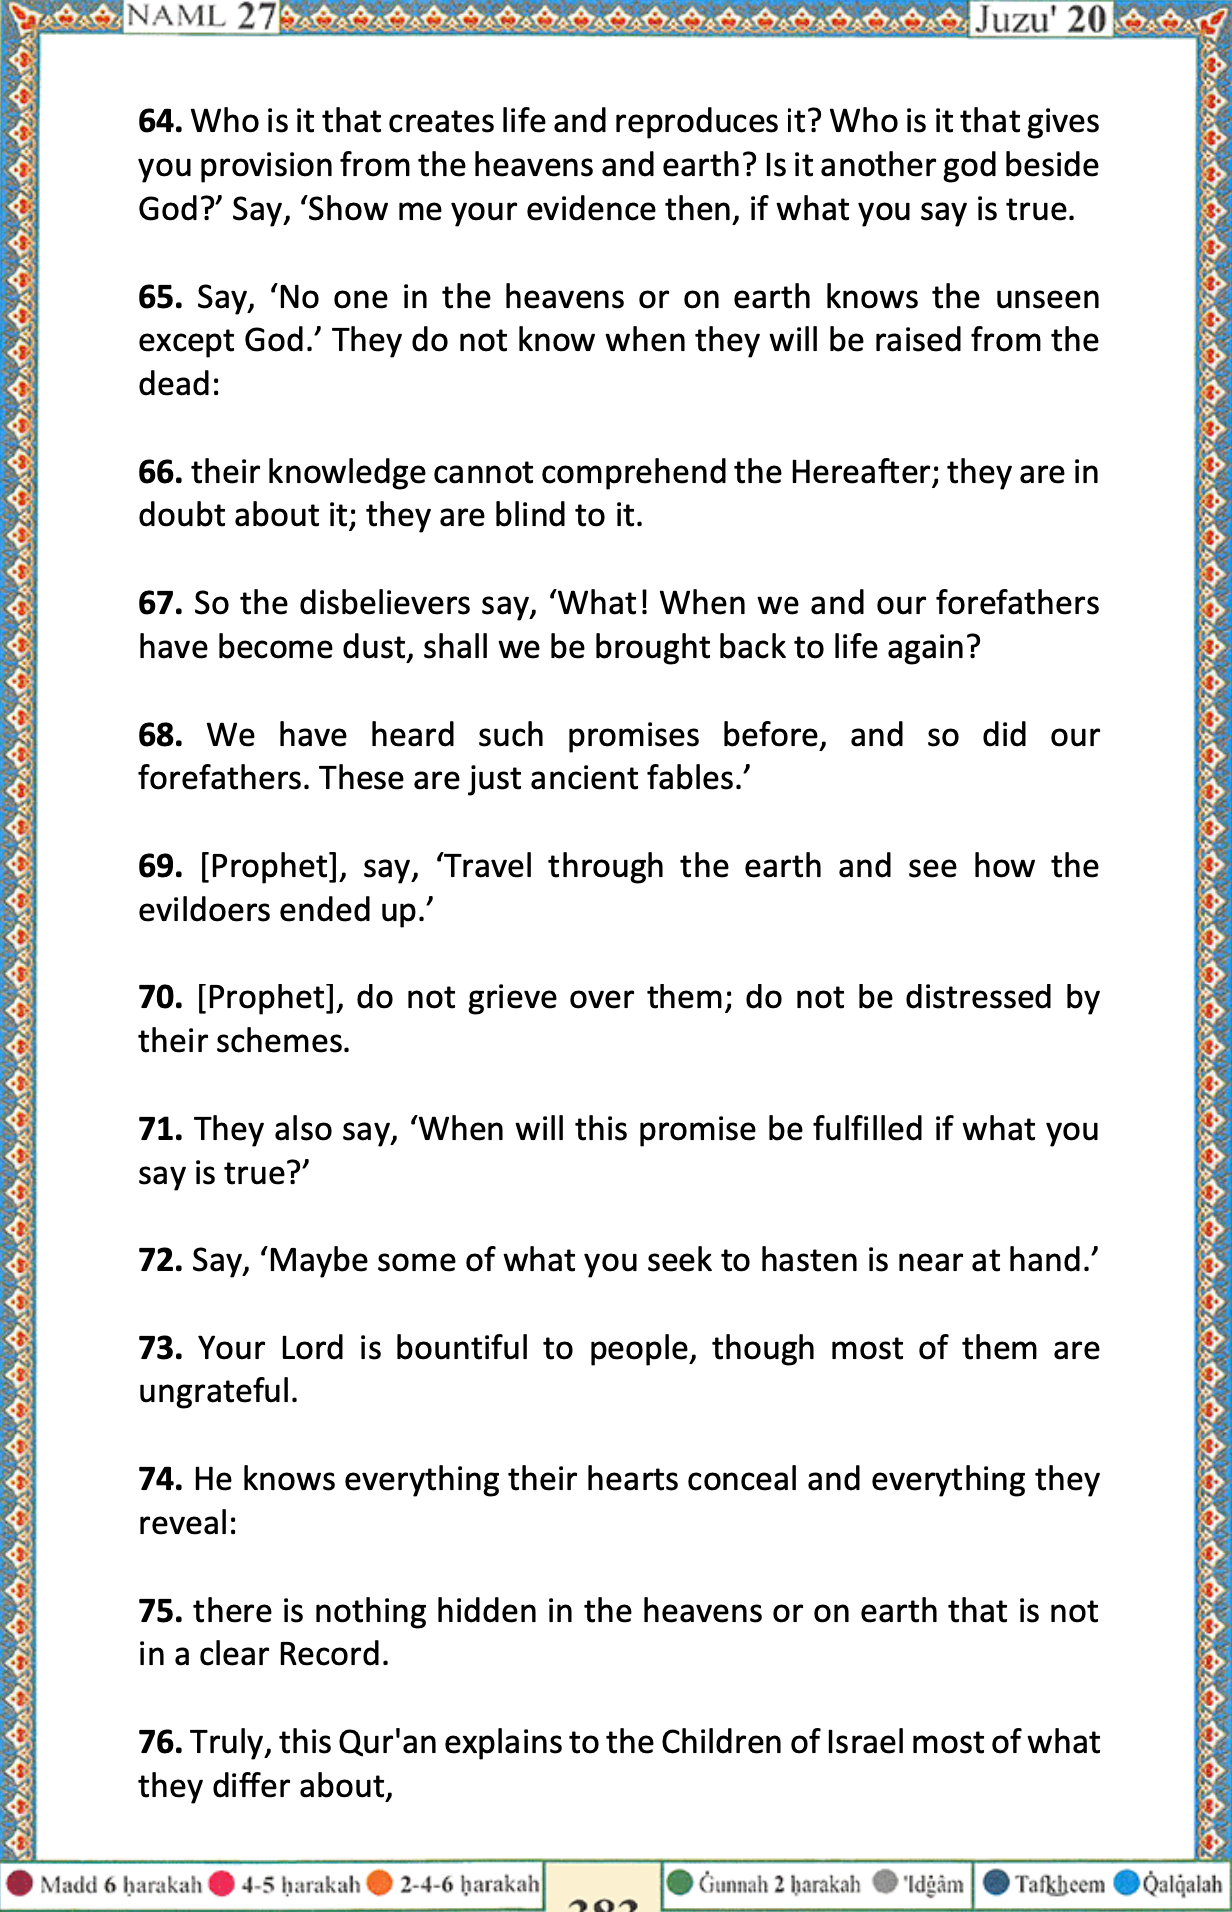 NAML 27 Juzu' 20
64. Who is it that creates life and reproduces it? Who is it that gives
you provision from the heavens and earth? Is it another god beside
God?’ Say, ‘Show me your evidence then, if what you say is true.
65. Say, ‘No one in the heavens or on earth knows the unseen
except God.’ They do not know when they will be raised from the
dead:
66. their knowledge cannot comprehend the Hereafter; they are in
doubt about it; they are blind to it.
67. So the disbelievers say, ‘What! When we and our forefathers
have become dust, shall we be brought back to life again?
68. We have heard such promises before, and so did our
forefathers. These are just ancient fables.’
69. [Prophet], say, ‘Travel through the earth and see how the
evildoers ended up.’
70. [Prophet], do not grieve over them; do not be distressed by
their schemes.
71. They also say, ‘When will this promise be fulfilled if what you
say is true?’
72. Say, ‘Maybe some of what you seek to hasten is near at hand.’
73. Your Lord is bountiful to people, though most of them are
ungrateful.
74. He knows everything their hearts conceal and everything they
reveal:
75. there is nothing hidden in the heavens or on earth that is not
in a clear Record.
76. Truly, this Qur'an explains to the Children of Israel most of what
they differ about,
Madd 6 ḥarakah 4-5 ḥarakah 2-4-6 ḥarakah Ġunnah 2 ḥarakah 'Idġâm Tafkheem Q̇alq̇alah